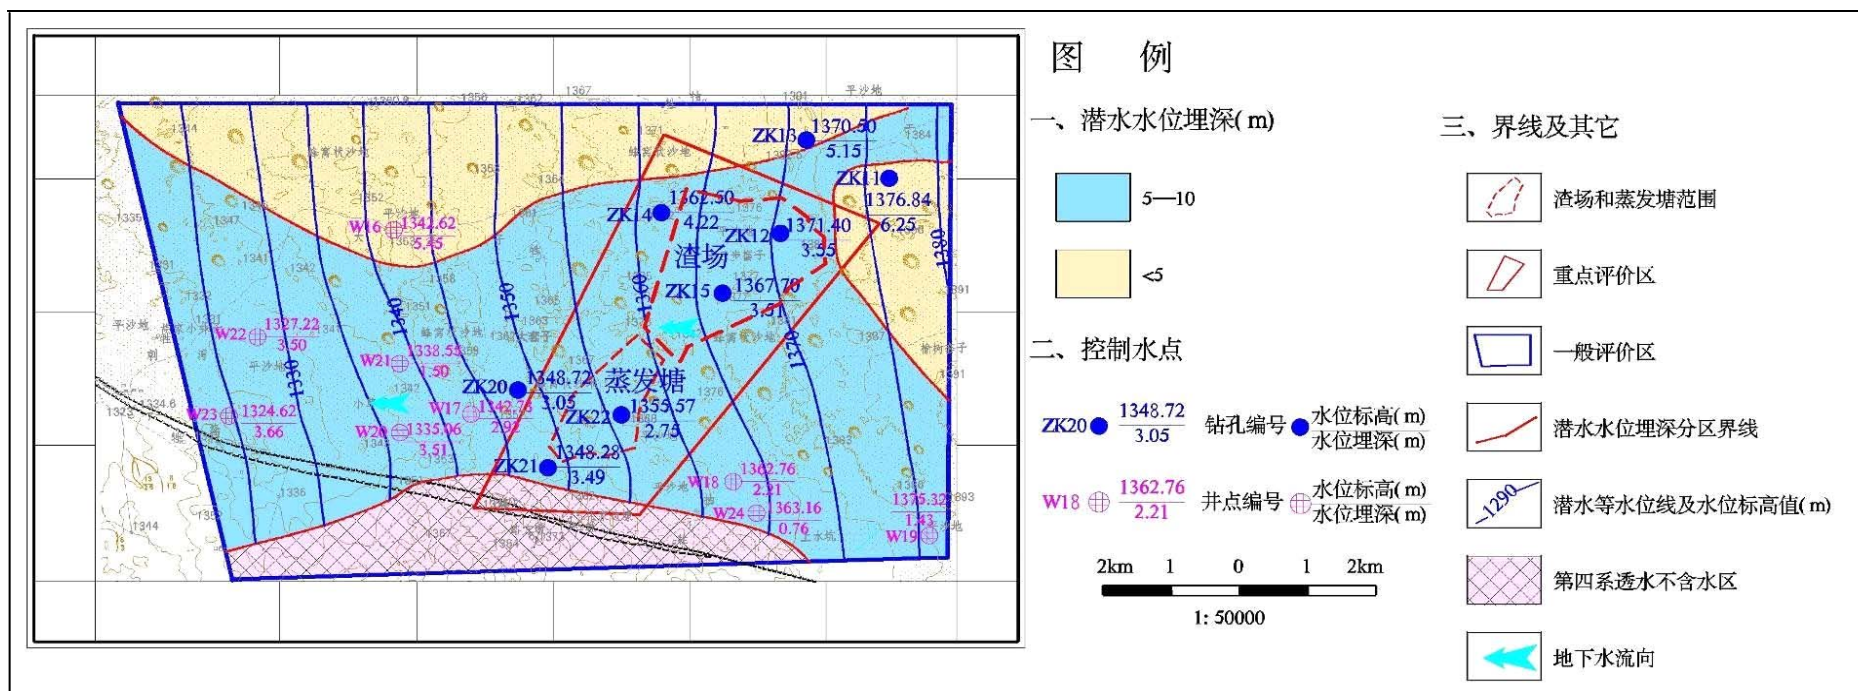 ZK13
1370.50
5.15
ZK11
1376.84
6.25
ZK14
1362.50
4.22
ZK12
1371.40
3.55
渣场
ZK15
1367.70
3.51
W16
1342.62
5.45
1340
1350
1360
1370
1380
1330
W22
1327.22
3.50
W21
1338.55
1.50
ZK20
1348.72
3.05
蒸发塘
ZK22
1355.57
2.75
W23
1324.62
3.66
W17
1342.78
2.93
W20
1335.06
3.51
ZK21
1348.28
3.49
W18
1362.76
2.21
W24
1363.16
0.76
1375.32
1.43
W19
平沙地
蜂窝状沙地
图 例
一、潜水水位埋深(m)
5—10
<5
二、控制水点
ZK20 1348.72
3.05
钻孔编号 水位标高(m)
水位埋深(m)
W18 1362.76
2.21
井点编号 水位标高(m)
水位埋深(m)
2km 1 0 1 2km
1: 50000
三、界线及其它
渣场和蒸发塘范围
重点评价区
一般评价区
潜水水位埋深分区界线
1290
潜水等水位线及水位标高值(m)
第四系透水不含水区
地下水流向